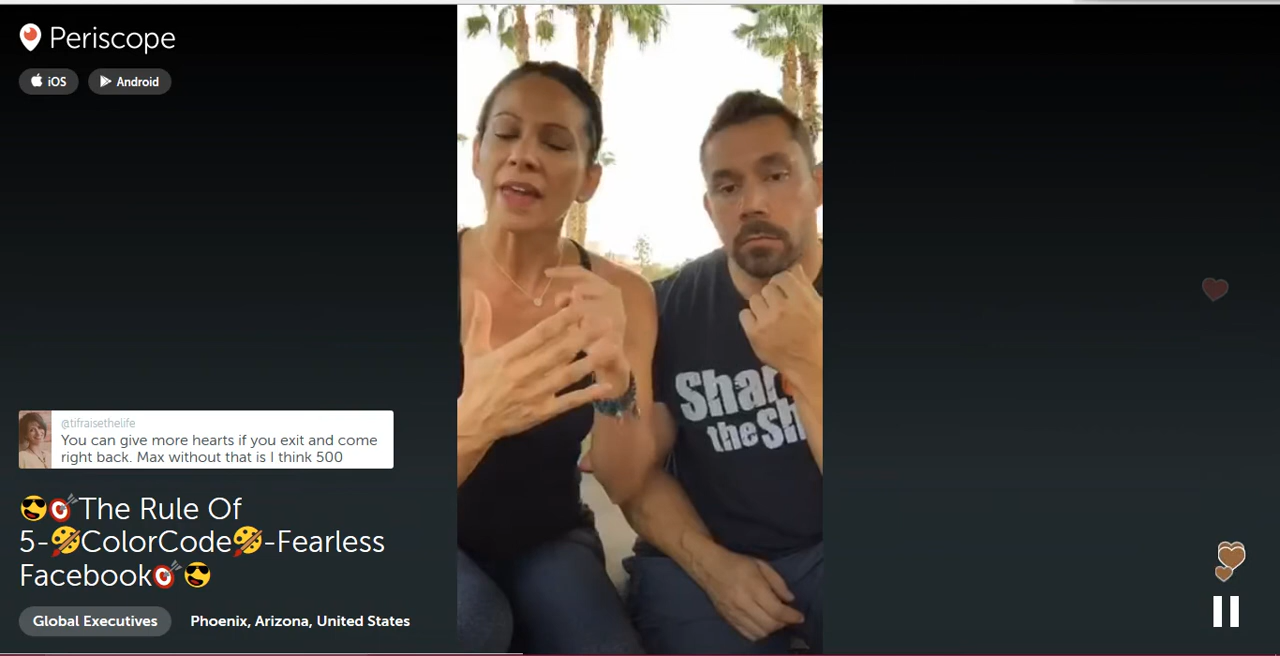 Periscope
iOS
Android
@tifraisethelife
You can give more hearts if you exit and come
right back. Max without that is I think 500
😎🎯The Rule Of
5-🎨ColorCode🎨-Fearless
Facebook🎯😎
Global Executives
Phoenix, Arizona, United States
the